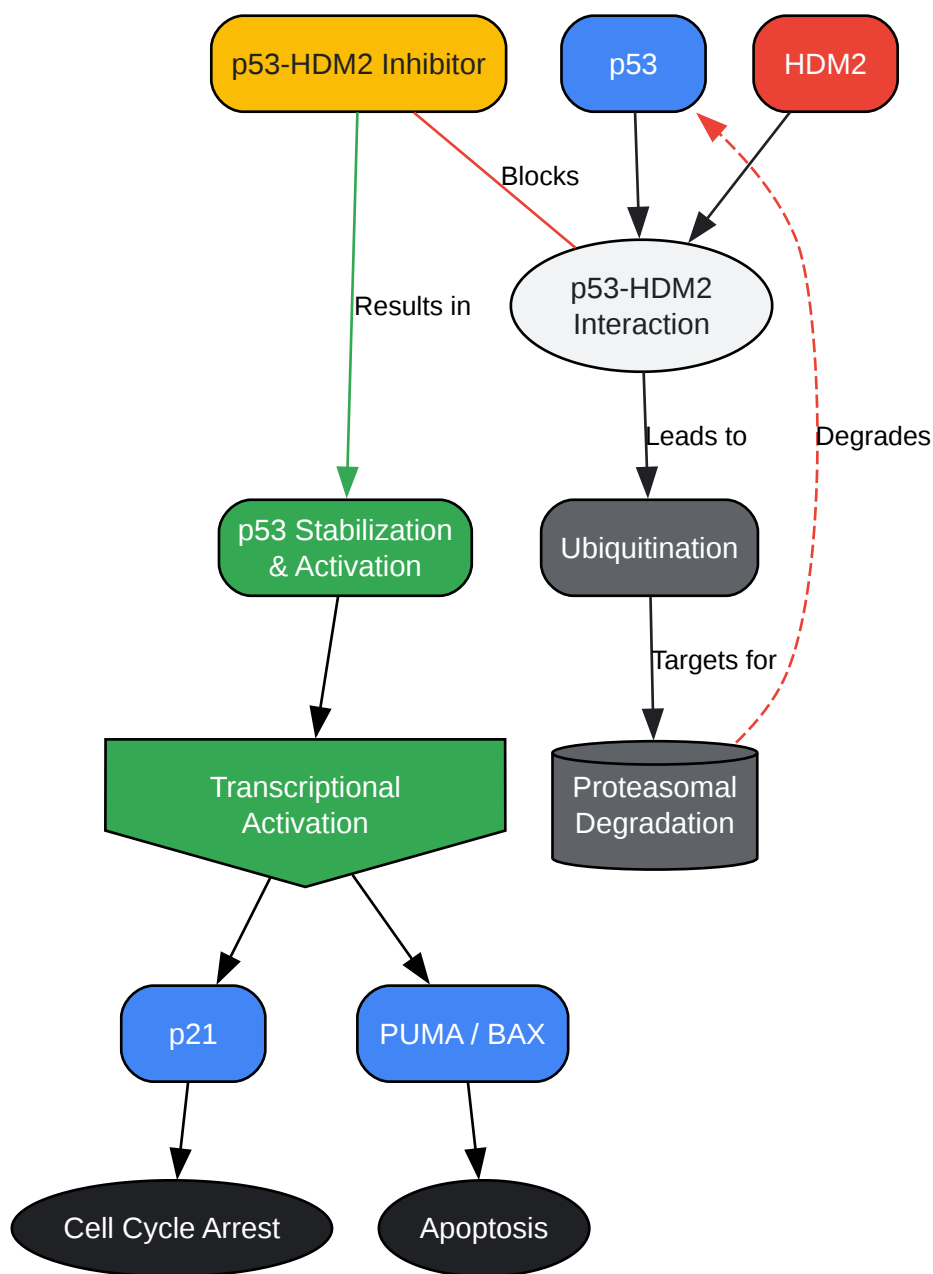 p53-HDM2 Inhibitor
p53
HDM2
Blocks
Results in
p53-HDM2
Interaction
Leads to
Degrades
p53 Stabilization
& Activation
Ubiquitination
Targets for
Transcriptional
Activation
Proteasomal
Degradation
p21
PUMA / BAX
Cell Cycle Arrest
Apoptosis